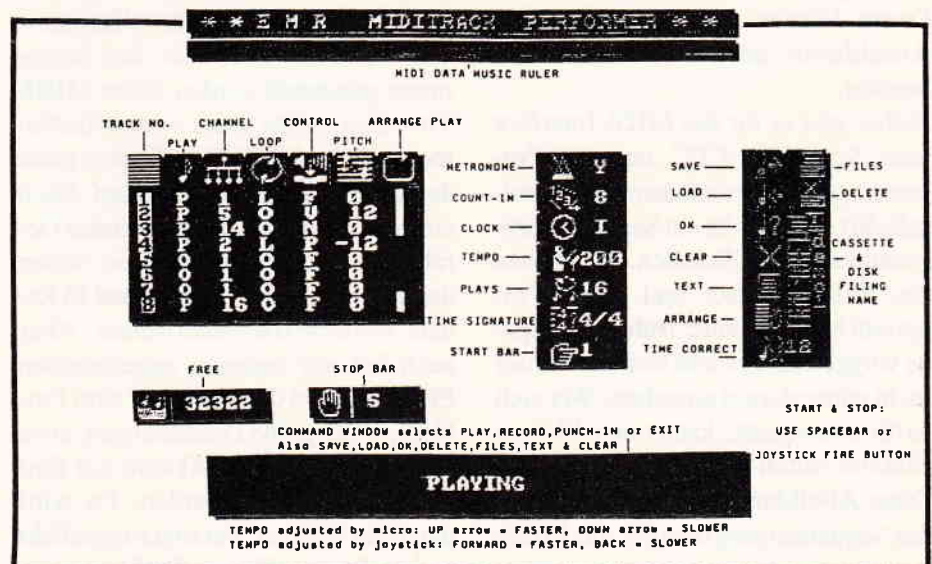 * * E M R MIDITRACK PERFORMER * *
MIDI DATA MUSIC RULER
TRACK NO. CHANNEL CONTROL ARRANGE PLAY
PLAY LOOP PITCH
1 P 1 L F 0
2 P 5 O U 12
3 P 14 O N 0
4 P 2 L P -12
5 O 1 O F 0
6 O 1 O F 0
7 O 1 O F 0
8 P 16 O F 0
METRONOME Y
COUNT-IN 8
CLOCK I
TEMPO 200
PLAYS 16
TIME SIGNATURE 4/4
START BAR 1
SAVE FILES
LOAD DELETE
OK CASSETTE
CLEAR &
TEXT DISK
FILING
NAME
ARRANGE
TIME CORRECT 12
FREE STOP BAR
32322 5
START & STOP:
USE SPACEBAR or
JOYSTICK FIRE BUTTON
COMMAND WINDOW selects PLAY,RECORD,PUNCH-IN or EXIT
Also SAVE,LOAD,OK,DELETE,FILES,TEXT & CLEAR
PLAYING
TEMPO adjusted by micro: UP arrow - FASTER, DOWN arrow - SLOWER
TEMPO adjusted by joystick: FORWARD - FASTER, BACK - SLOWER